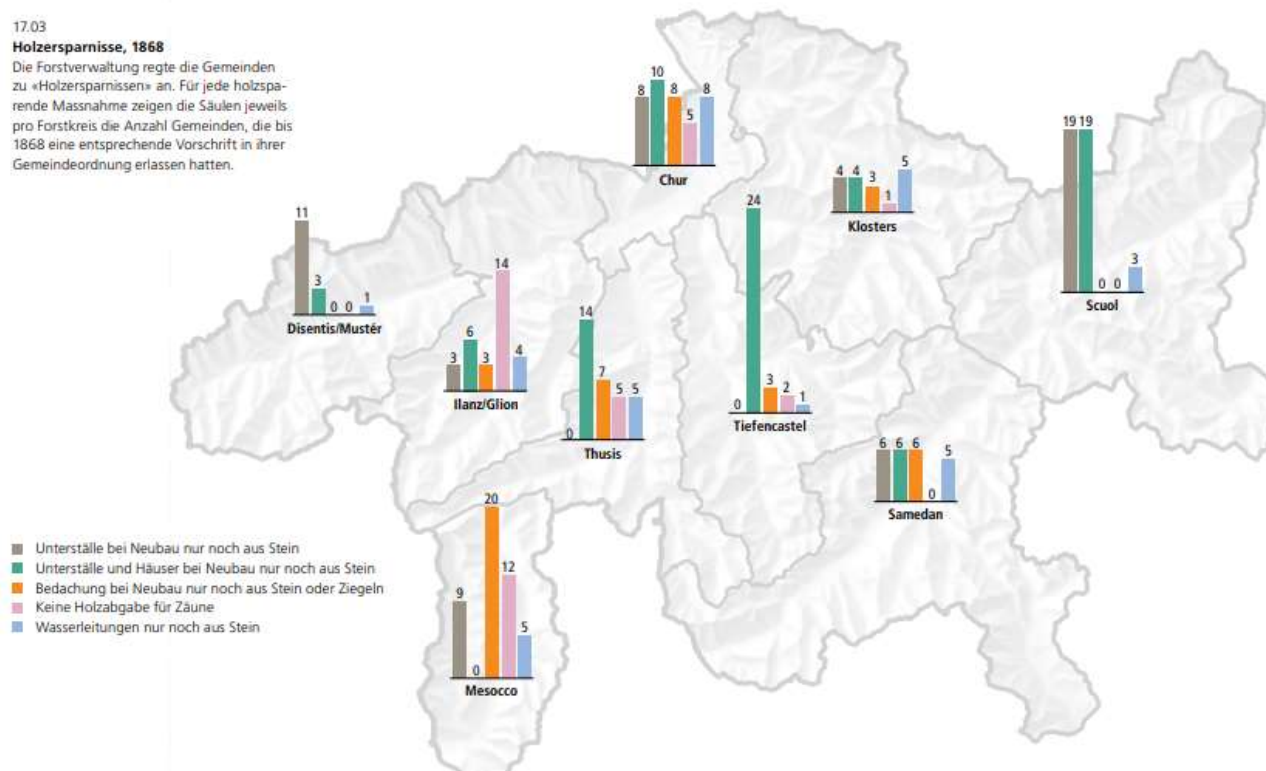 17.03
Holzersparnisse, 1868
Die Forstverwaltung regte die Gemeinden
zu «Holzersparnissen» an. Für jede holzspa-
rende Massnahme zeigen die Säulen jeweils
pro Forstkreis die Anzahl Gemeinden, die bis
1868 eine entsprechende Vorschrift in ihrer
Gemeindeordnung erlassen hatten.
8 10 8 5 8
Chur
4 4 3 1 5
Klosters
19 19 0 0 3
Scuol
11 3 0 0 1
Disentis/Mustér
3 6 3 14 4
Ilanz/Glion
0 14 7 5 5
Thusis
0 24 3 2 1
Tiefencastel
6 6 6 0 5
Samedan
9 0 20 12 5
Mesocco
Unterställe bei Neubau nur noch aus Stein
Unterställe und Häuser bei Neubau nur noch aus Stein
Bedachung bei Neubau nur noch aus Stein oder Ziegeln
Keine Holzabgabe für Zäune
Wasserleitungen nur noch aus Stein